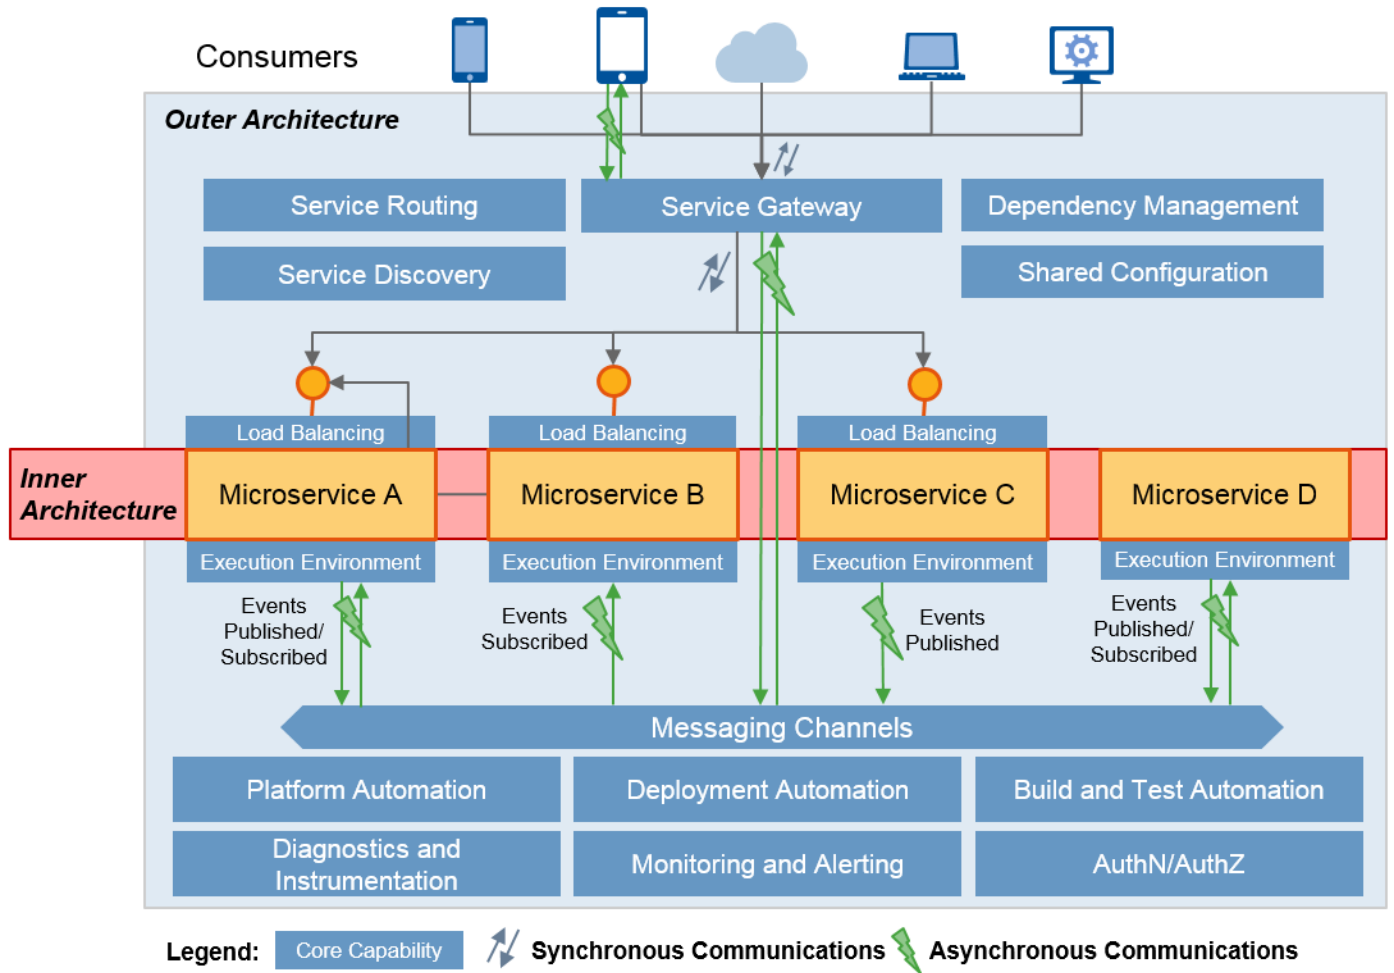 Consumers
Outer Architecture
Service Routing
Service Gateway
Dependency Management
Service Discovery
Shared Configuration
Load Balancing
Load Balancing
Load Balancing
Inner
Architecture
Microservice A
Microservice B
Microservice C
Microservice D
Execution Environment
Execution Environment
Execution Environment
Execution Environment
Events
Published/
Subscribed
Events
Subscribed
Events
Published
Events
Published/
Subscribed
Messaging Channels
Platform Automation
Deployment Automation
Build and Test Automation
Diagnostics and
Instrumentation
Monitoring and Alerting
AuthN/AuthZ
Legend:
Core Capability
Synchronous Communications
Asynchronous Communications